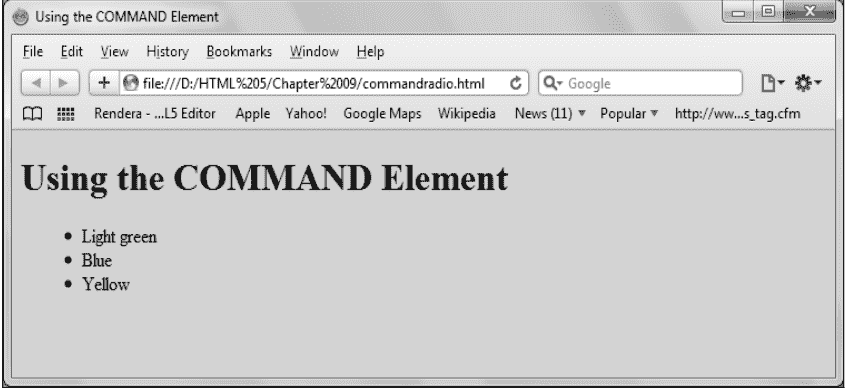 Using the COMMAND Element
File Edit View History Bookmarks Window Help
file:///D:/HTML%205/Chapter%2009/commandradio.html Google
Rendera - ...L5 Editor Apple Yahoo! Google Maps Wikipedia News (11) Popular http://ww...s_tag.cfm
Using the COMMAND Element
Light green
Blue
Yellow